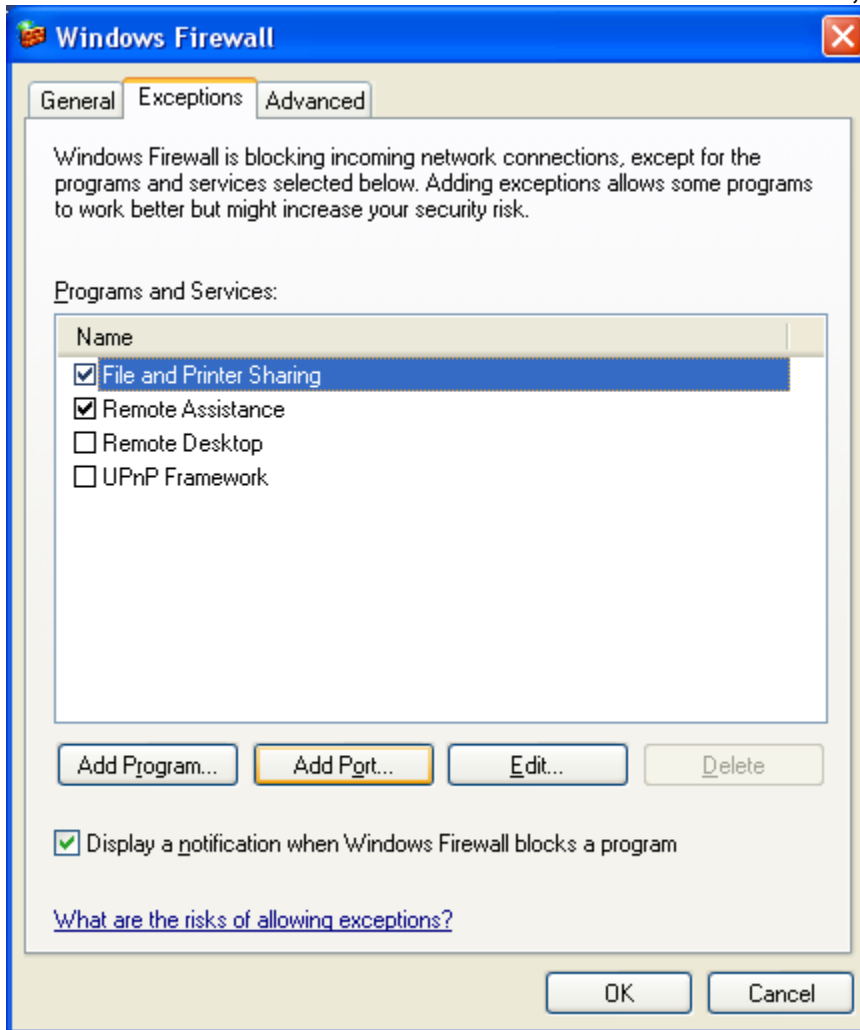 Windows Firewall
General Exceptions Advanced
Windows Firewall is blocking incoming network connections, except for the
programs and services selected below. Adding exceptions allows some programs
to work better but might increase your security risk.
Programs and Services:
Name
File and Printer Sharing
Remote Assistance
Remote Desktop
UPnP Framework
Add Program... Add Port... Edit... Delete
Display a notification when Windows Firewall blocks a program
What are the risks of allowing exceptions?
OK Cancel